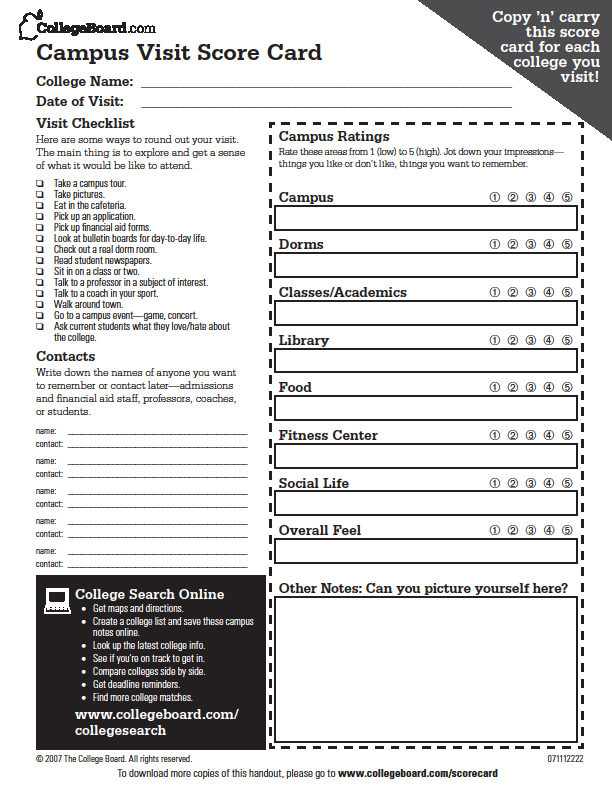 CollegeBoard.com
Copy ’n’ carry
this score
card for each
college you
visit!
Campus Visit Score Card
College Name:
Date of Visit:
Visit Checklist
Here are some ways to round out your visit.
The main thing is to explore and get a sense
of what it would be like to attend.
❑ Take a campus tour.
❑ Take pictures.
❑ Eat in the cafeteria.
❑ Pick up an application.
❑ Pick up financial aid forms.
❑ Look at bulletin boards for day-to-day life.
❑ Check out a real dorm room.
❑ Read student newspapers.
❑ Sit in on a class or two.
❑ Talk to a professor in a subject of interest.
❑ Talk to a coach in your sport.
❑ Walk around town.
❑ Go to a campus event—game, concert.
❑ Ask current students what they love/hate about
the college.
Contacts
Write down the names of anyone you want
to remember or contact later—admissions
and financial aid staff, professors, coaches,
or students.
name:
contact:
name:
contact:
name:
contact:
name:
contact:
name:
contact:
College Search Online
• Get maps and directions.
• Create a college list and save these campus
notes online.
• Look up the latest college info.
• See if you’re on track to get in.
• Compare colleges side by side.
• Get deadline reminders.
• Find more college matches.
www.collegeboard.com/
collegesearch
Campus Ratings
Rate these areas from 1 (low) to 5 (high). Jot down your impressions—
things you like or don’t like, things you want to remember.
Campus ① ② ③ ④ ⑤
Dorms ① ② ③ ④ ⑤
Classes/Academics ① ② ③ ④ ⑤
Library ① ② ③ ④ ⑤
Food ① ② ③ ④ ⑤
Fitness Center ① ② ③ ④ ⑤
Social Life ① ② ③ ④ ⑤
Overall Feel ① ② ③ ④ ⑤
Other Notes: Can you picture yourself here?
© 2007 The College Board. All rights reserved. 071112222
To download more copies of this handout, please go to www.collegeboard.com/scorecard